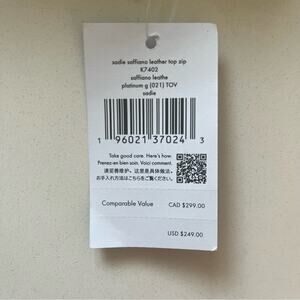 sadie saffiano leather top zip
K7402
saffiano leathe
platinum g (021) TOV
sadie
1 96021 37024 3
Take good care. Here's how.
Prenez-en bien soin. Voici comment.
请妥善维护。这里是具体做法。
お手入れ方法はこちらをご覧ください。
Comparable Value
CAD $299.00
USD $249.00